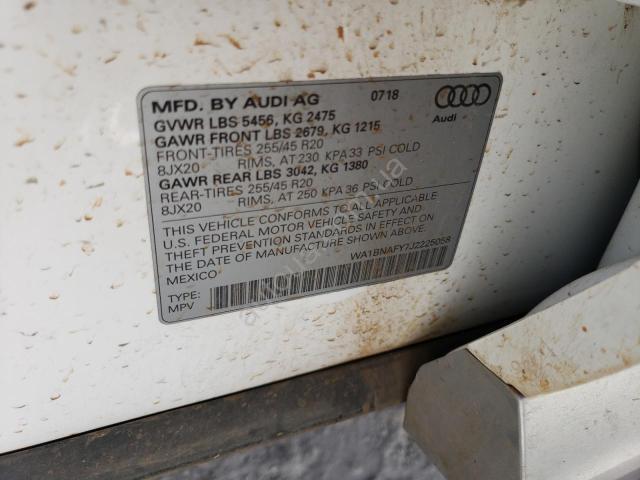 MFD. BY AUDI AG 0718
GVWR LBS 5456, KG 2475
GAWR FRONT LBS 2679, KG 1215
FRONT-TIRES 255/45 R20
8JX20 RIMS, AT 230 KPA 33 PSI COLD
GAWR REAR LBS 3042, KG 1380
REAR-TIRES 255/45 R20
8JX20 RIMS, AT 250 KPA 36 PSI COLD
Audi
THIS VEHICLE CONFORMS TO ALL APPLICABLE
U.S. FEDERAL MOTOR VEHICLE SAFETY AND
THEFT PREVENTION STANDARDS IN EFFECT ON
THE DATE OF MANUFACTURE SHOWN ABOVE.
MEXICO WA1BNAFY7J2225058
TYPE:
MPV